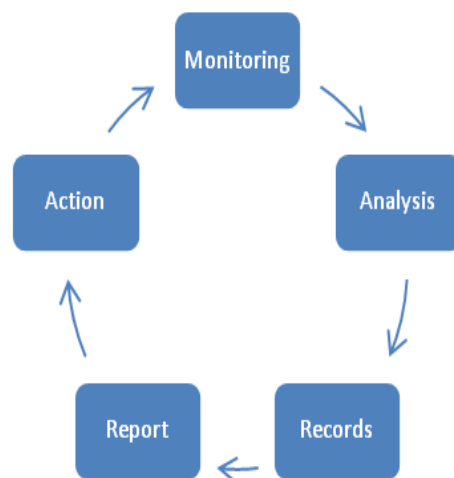 Monitoring
Analysis
Records
Report
Action